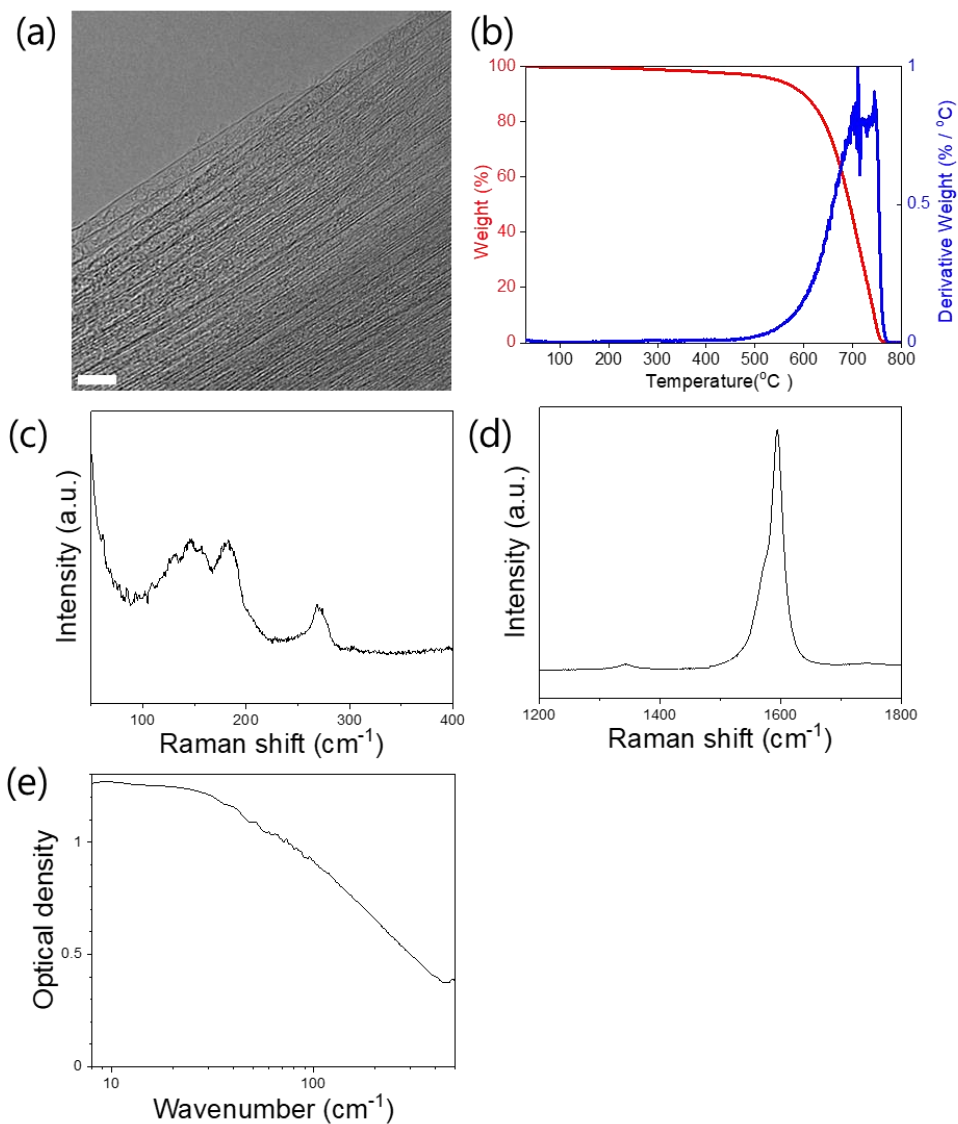 (a)
(b)
100
80
60
40
20
0
Weight (%)
1
0.5
0
Derivative Weight (% / °C)
100 200 300 400 500 600 700 800
Temperature(°C )
(c)
Intensity (a.u.)
100 200 300 400
Raman shift (cm-1)
(d)
Intensity (a.u.)
1200 1400 1600 1800
Raman shift (cm-1)
(e)
Optical density
1
0.5
0
10 100
Wavenumber (cm-1)